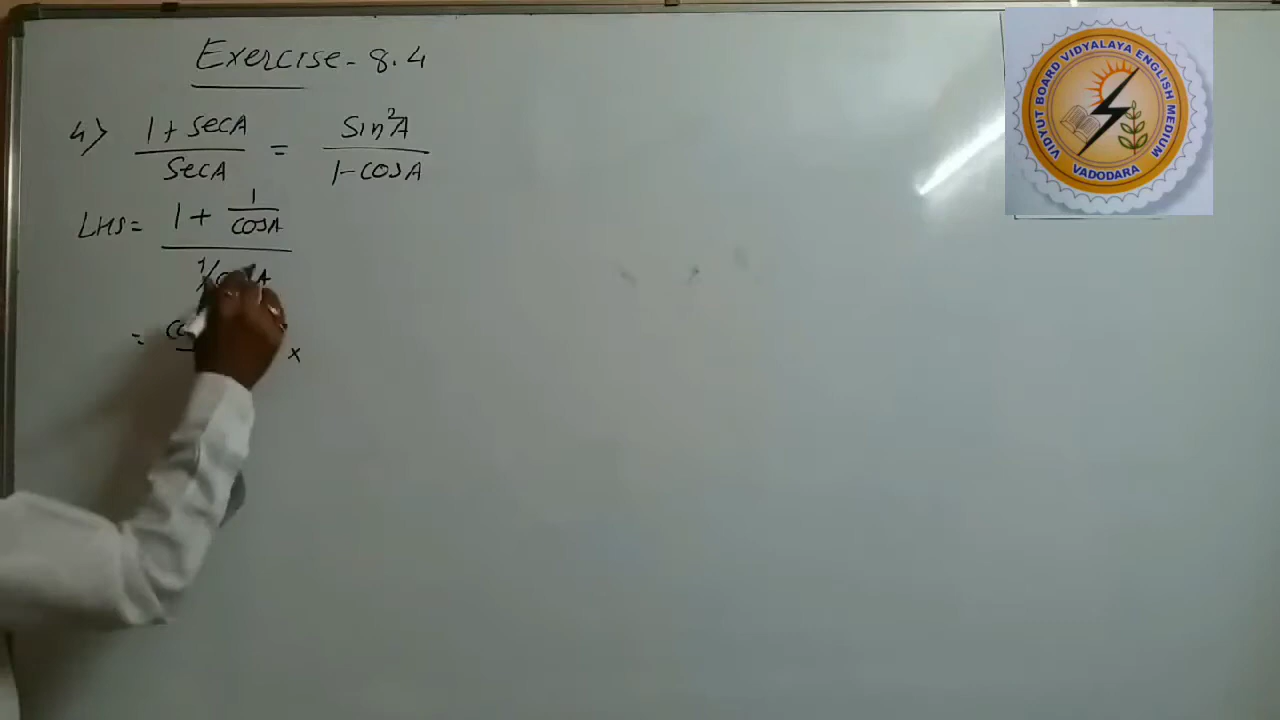 Exercise - 8.4
4) (1 + SecA)/SecA = Sin²A/(1 - cosA)
LHS = (1 + 1/cosA)/
= x
VIDYUT BOARD VIDYALAYA ENGLISH MEDIUM
VADODARA